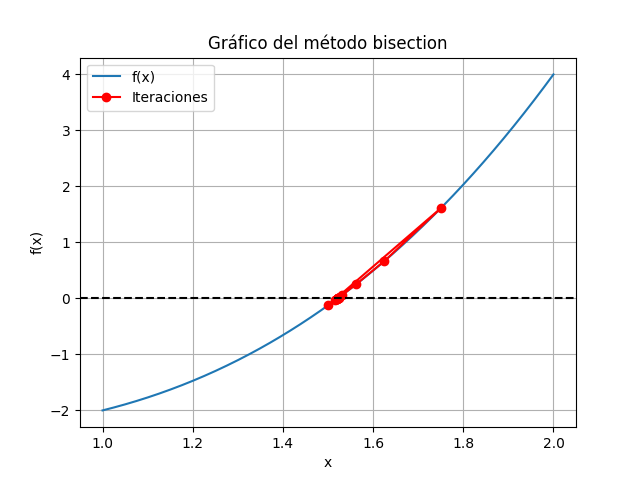 Gráfico del método bisection
f(x)
Iteraciones
4
3
2
1
0
−1
−2
f(x)
1.0 1.2 1.4 1.6 1.8 2.0
x